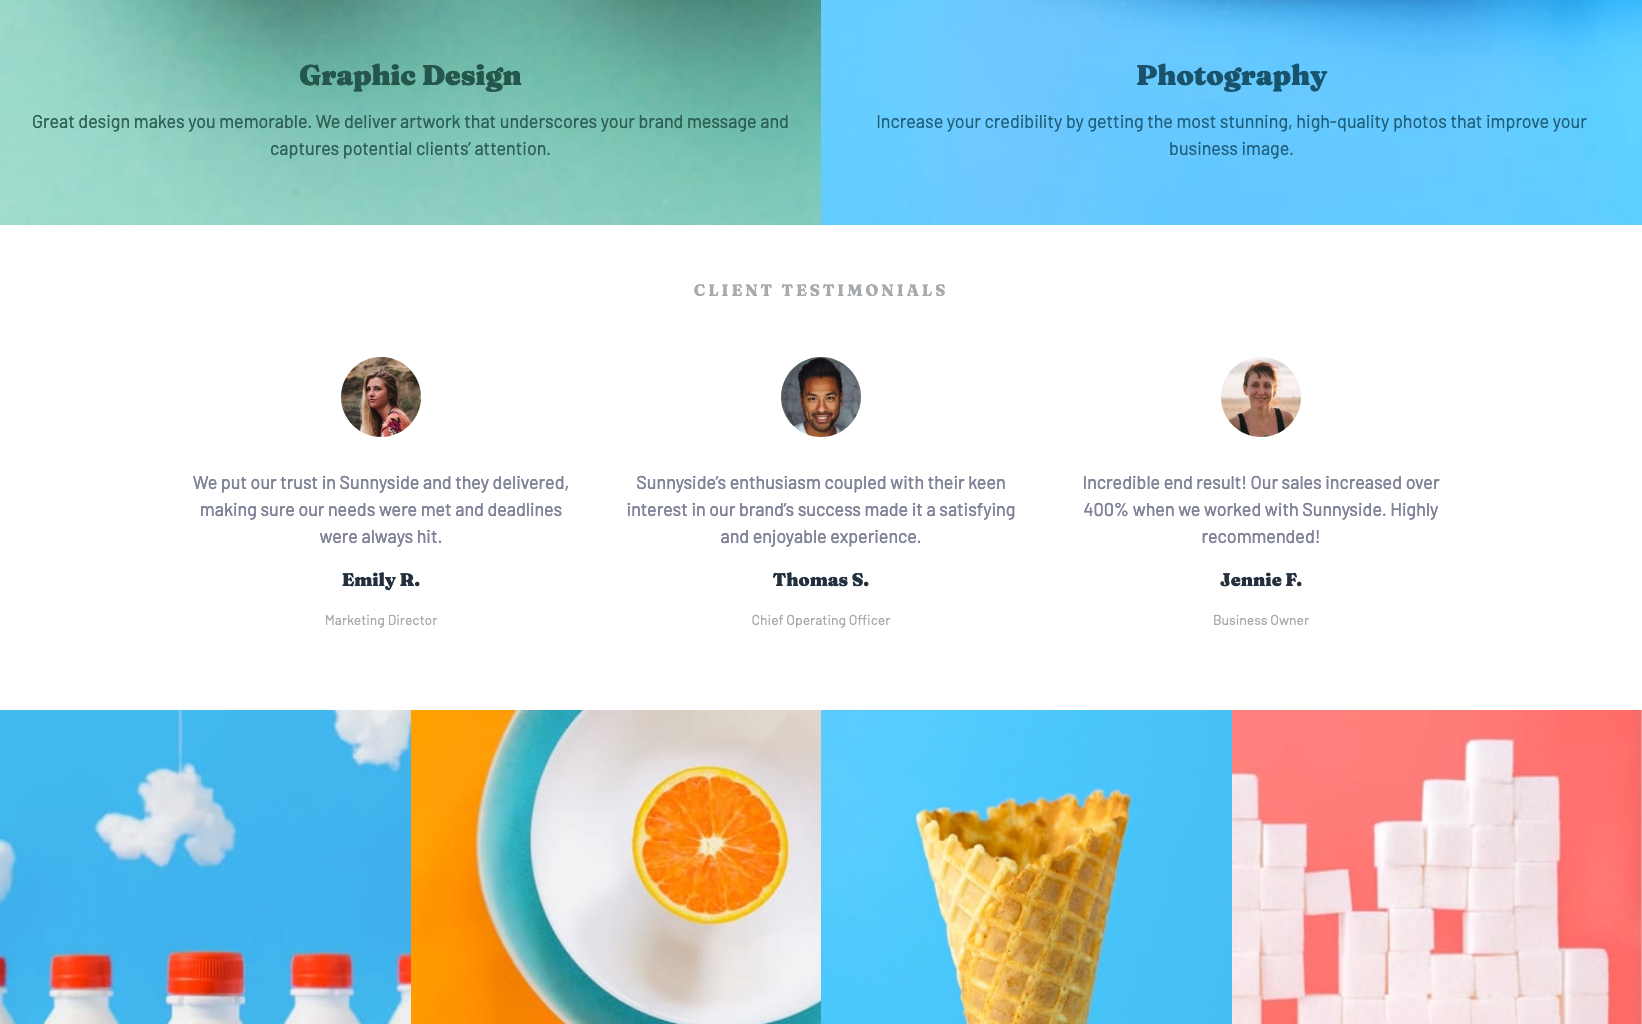 Graphic Design
Great design makes you memorable. We deliver artwork that underscores your brand message and
captures potential clients’ attention.
Photography
Increase your credibility by getting the most stunning, high-quality photos that improve your
business image.
CLIENT TESTIMONIALS
We put our trust in Sunnyside and they delivered,
making sure our needs were met and deadlines
were always hit.
Emily R.
Marketing Director
Sunnyside’s enthusiasm coupled with their keen
interest in our brand’s success made it a satisfying
and enjoyable experience.
Thomas S.
Chief Operating Officer
Incredible end result! Our sales increased over
400% when we worked with Sunnyside. Highly
recommended!
Jennie F.
Business Owner